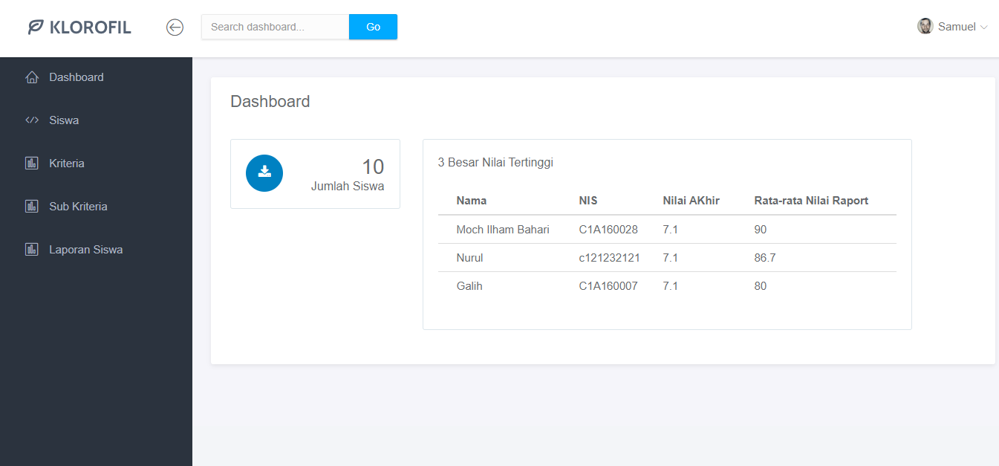 KLOROFIL
Search dashboard...
Go
Samuel
Dashboard
Siswa
Kriteria
Sub Kriteria
Laporan Siswa
Dashboard
10
Jumlah Siswa
3 Besar Nilai Tertinggi
Nama NIS Nilai AKhir Rata-rata Nilai Raport
Moch Ilham Bahari C1A160028 7.1 90
Nurul c121232121 7.1 86.7
Galih C1A160007 7.1 80